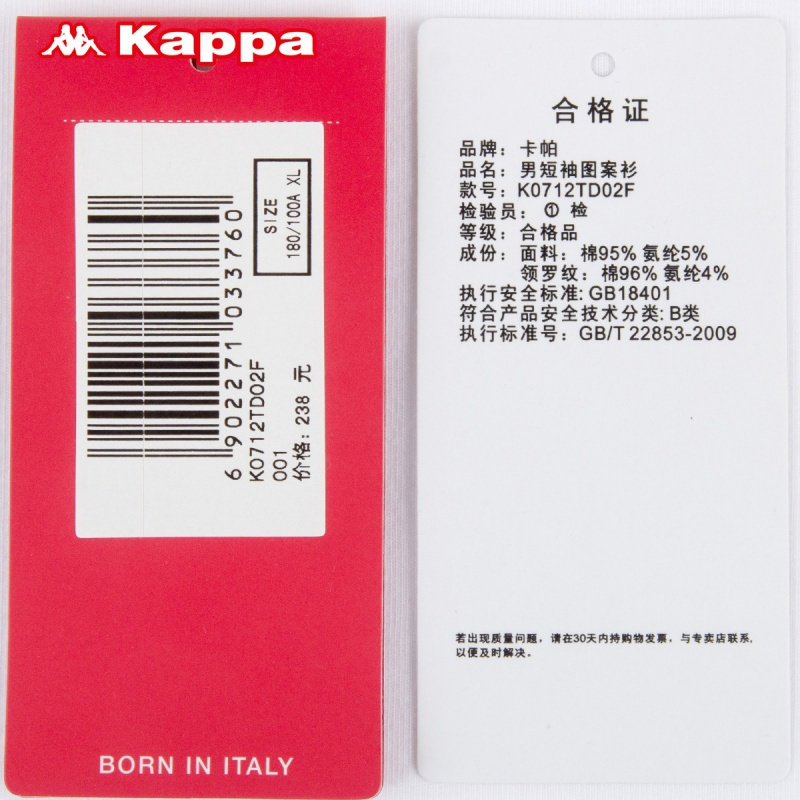 Kappa
SIZE
180/100A XL
6 902271 033760
K0712TD02F
001
价格: 238 元
BORN IN ITALY
合格证
品牌: 卡帕
品名: 男短袖图案衫
款号: K0712TD02F
检验员: ① 检
等级: 合格品
成份: 面料: 棉95% 氨纶5%
领罗纹: 棉96% 氨纶4%
执行安全标准: GB18401
符合产品安全技术分类: B类
执行标准号: GB/T 22853-2009
若出现质量问题, 请在30天内持购物发票, 与专卖店联系,
以便及时解决。